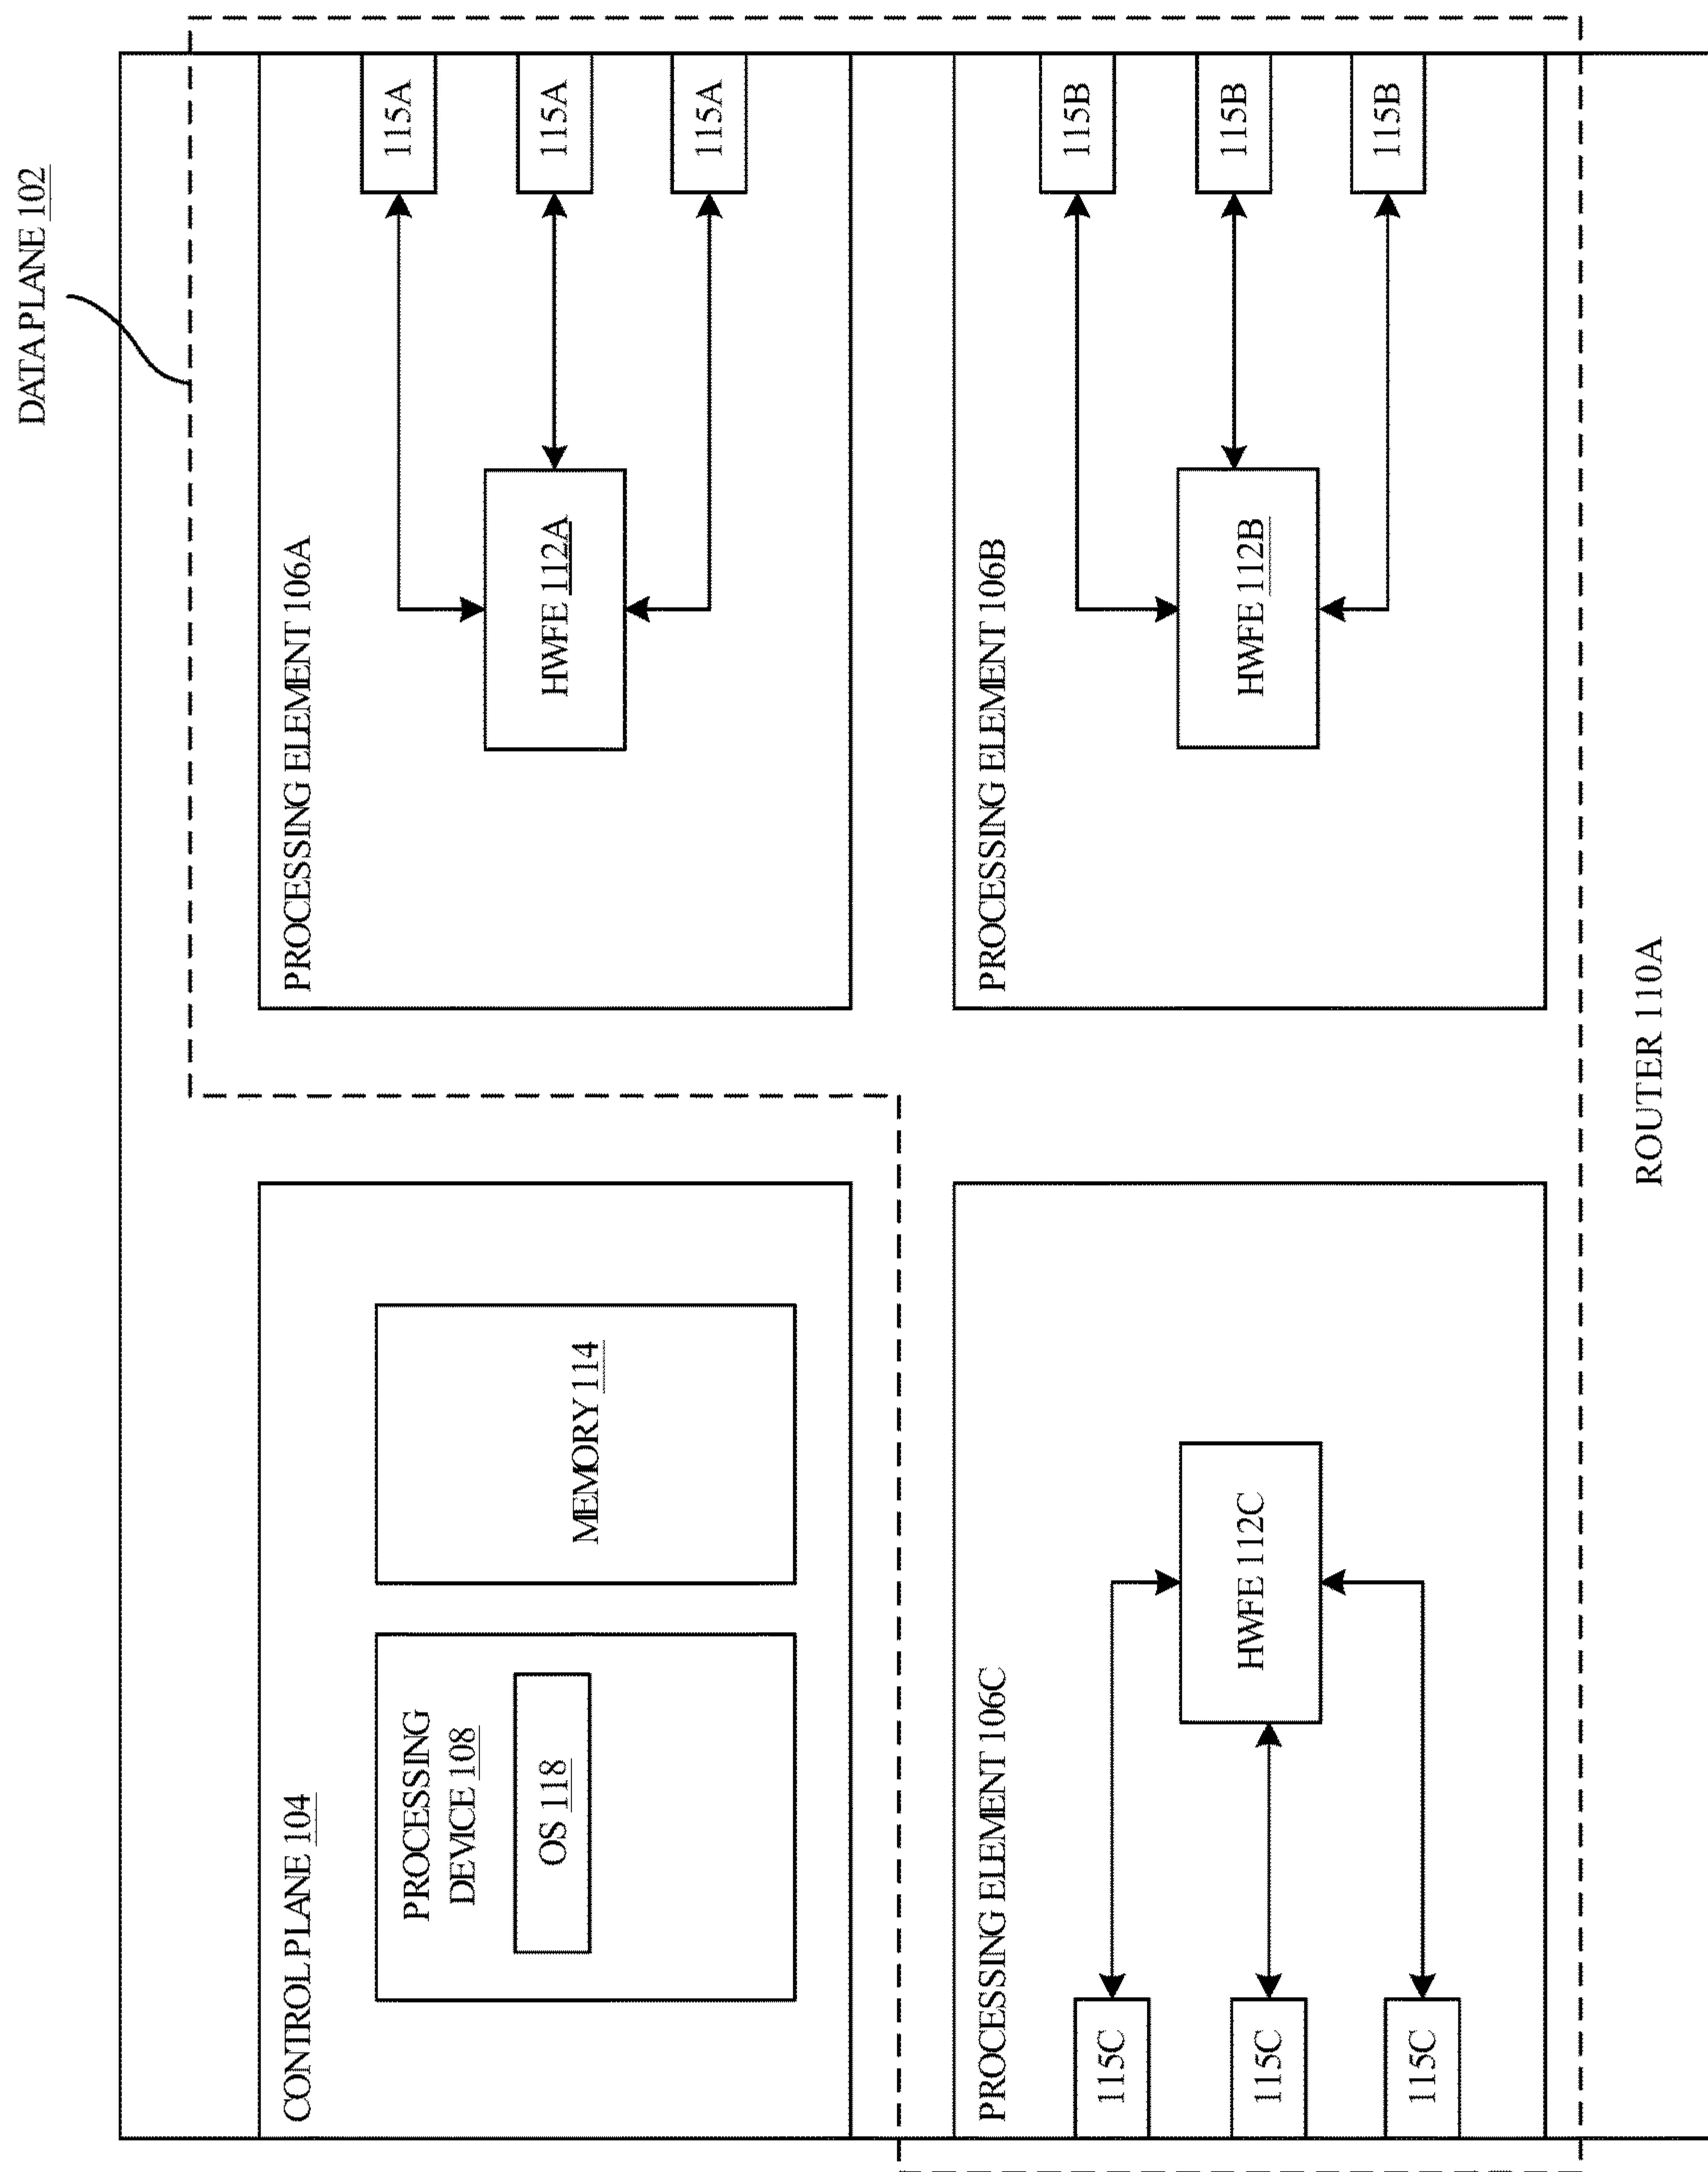 DATA PLANE 102
CONTROL PLANE 104
PROCESSING
DEVICE 108
OS 118
MEMORY 114
PROCESSING ELEMENT 106A
HWFE 112A
115A
115A
115A
PROCESSING ELEMENT 106C
115C
115C
115C
HWFE 112C
PROCESSING ELEMENT 106B
HWFE 112B
115B
115B
115B
ROUTER 110A